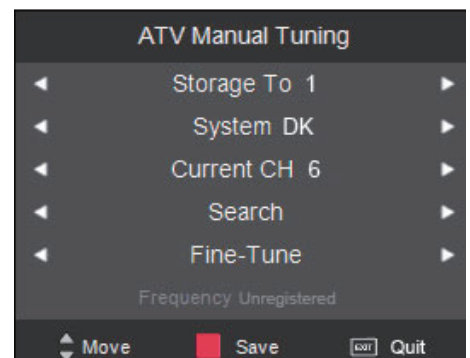 ATV Manual Tuning
Storage To 1
System DK
Current CH 6
Search
Fine-Tune
Frequency Unregistered
Move Save EXIT Quit